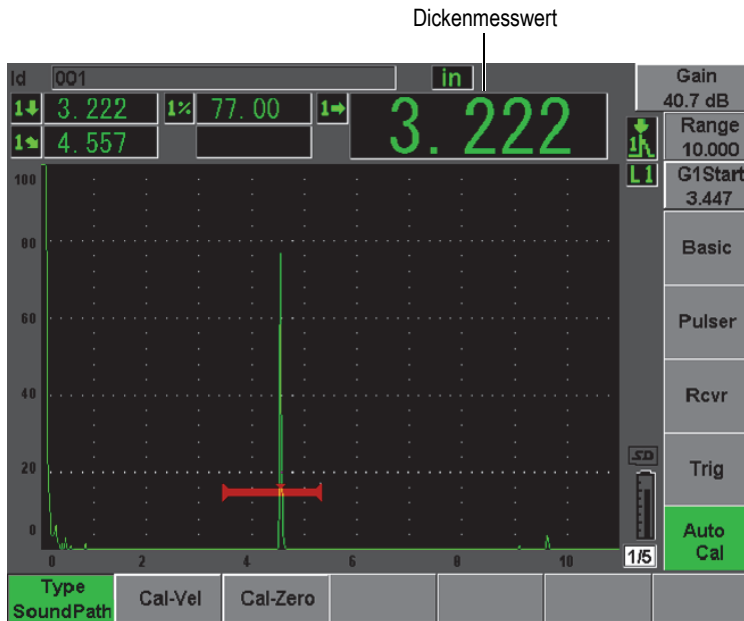 Dickenmesswert
Id 001 in
Gain
40.7 dB
1 3.222 1% 77.00 1 3.222
1 4.557
1
Range
10.000
L1
G1Start
3.447
Basic
Pulser
Rcvr
Trig
Auto
Cal
100
80
60
40
20
0
0 2 4 6 8 10
SD
1/5
Type
SoundPath
Cal-Vel
Cal-Zero